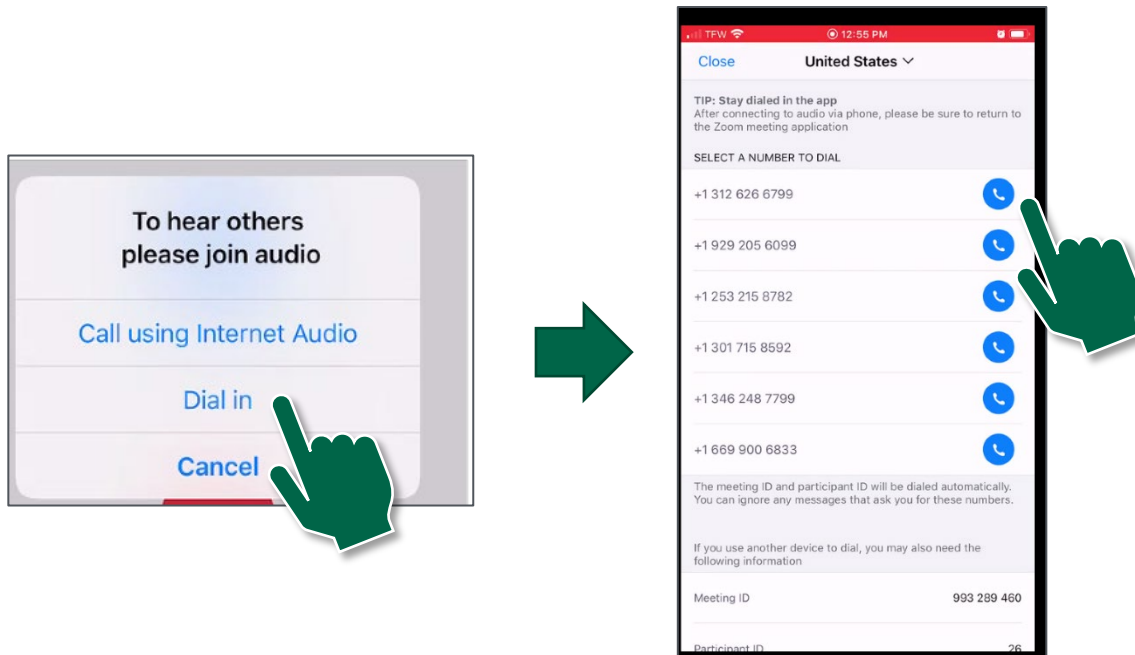 To hear others
please join audio
Call using Internet Audio
Dial in
Cancel
TFW 12:55 PM
Close United States
TIP: Stay dialed in the app
After connecting to audio via phone, please be sure to return to
the Zoom meeting application
SELECT A NUMBER TO DIAL
+1 312 626 6799
+1 929 205 6099
+1 253 215 8782
+1 301 715 8592
+1 346 248 7799
+1 669 900 6833
The meeting ID and participant ID will be dialed automatically.
You can ignore any messages that ask you for these numbers.
If you use another device to dial, you may also need the
following information
Meeting ID 993 289 460
Participant ID 26